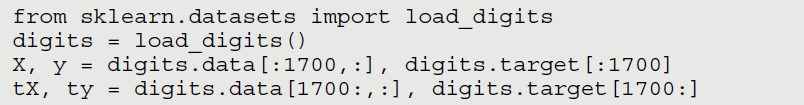 from sklearn.datasets import load_digits
digits = load_digits()
X, y = digits.data[:1700,:], digits.target[:1700]
tX, ty = digits.data[1700:,:], digits.target[1700:]